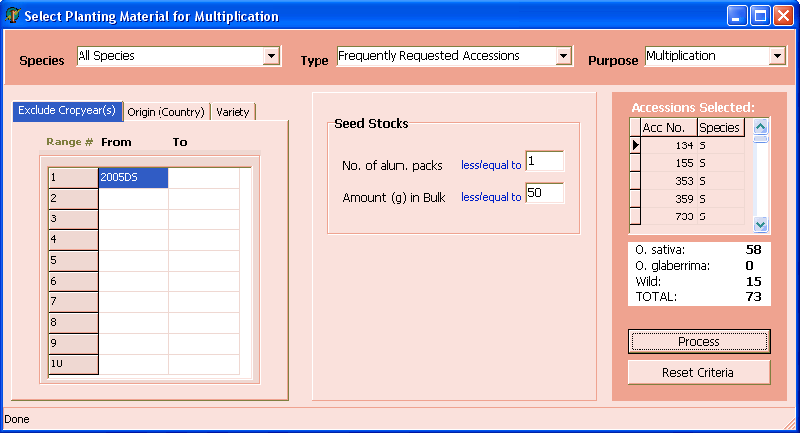 Select Planting Material for Multiplication
Species All Species Type Frequently Requested Accessions Purpose Multiplication
Exclude Cropyear(s) Origin (Country) Variety
Range # From To
1 2005DS
2
3
4
5
6
7
8
9
10
Seed Stocks
No. of alum. packs less/equal to 1
Amount (g) in Bulk less/equal to 50
Accessions Selected:
Acc No. Species
134 S
155 S
353 S
359 S
733 S
O. sativa: 58
O. glaberrima: 0
Wild: 15
TOTAL: 73
Process
Reset Criteria
Done